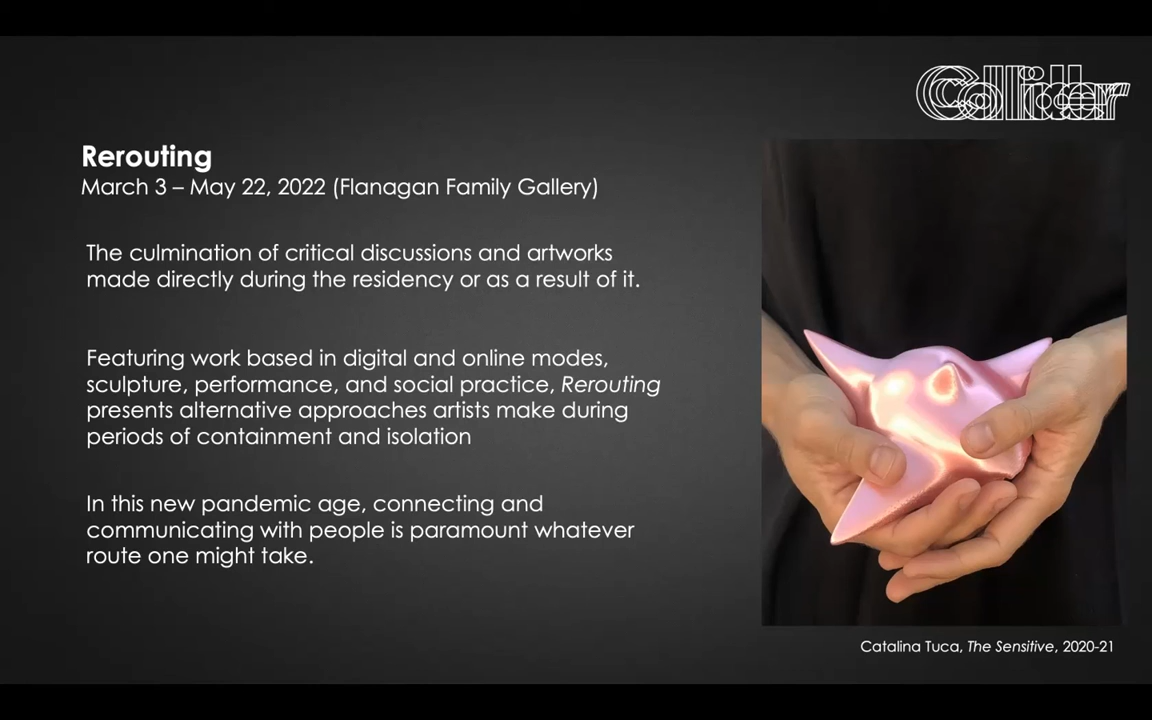 Rerouting
March 3 – May 22, 2022 (Flanagan Family Gallery)
The culmination of critical discussions and artworks
made directly during the residency or as a result of it.
Featuring work based in digital and online modes,
sculpture, performance, and social practice, Rerouting
presents alternative approaches artists make during
periods of containment and isolation
In this new pandemic age, connecting and
communicating with people is paramount whatever
route one might take.
Catalina Tuca, The Sensitive, 2020-21